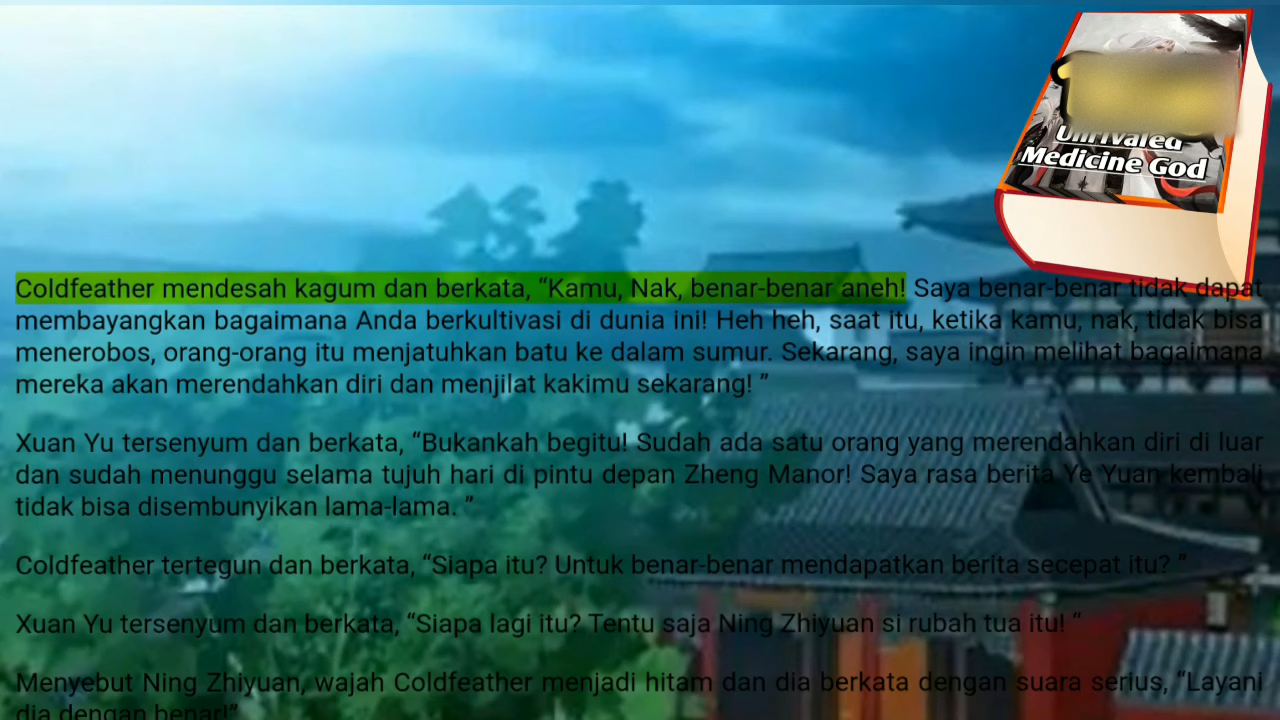 Unrivaled
Medicine God
Coldfeather mendesah kagum dan berkata, “Kamu, Nak, benar-benar aneh! Saya benar-benar tidak dapat
membayangkan bagaimana Anda berkultivasi di dunia ini! Heh heh, saat itu, ketika kamu, nak, tidak bisa
menerobos, orang-orang itu menjatuhkan batu ke dalam sumur. Sekarang, saya ingin melihat bagaimana
mereka akan merendahkan diri dan menjilat kakimu sekarang! ”
Xuan Yu tersenyum dan berkata, “Bukankah begitu! Sudah ada satu orang yang merendahkan diri di luar
dan sudah menunggu selama tujuh hari di pintu depan Zheng Manor! Saya rasa berita Ye Yuan kembali
tidak bisa disembunyikan lama-lama. ”
Coldfeather tertegun dan berkata, “Siapa itu? Untuk benar-benar mendapatkan berita secepat itu? ”
Xuan Yu tersenyum dan berkata, “Siapa lagi itu? Tentu saja Ning Zhiyuan si rubah tua itu! “
Menyebut Ning Zhiyuan, wajah Coldfeather menjadi hitam dan dia berkata dengan suara serius, “Layani
dia dengan benar!”